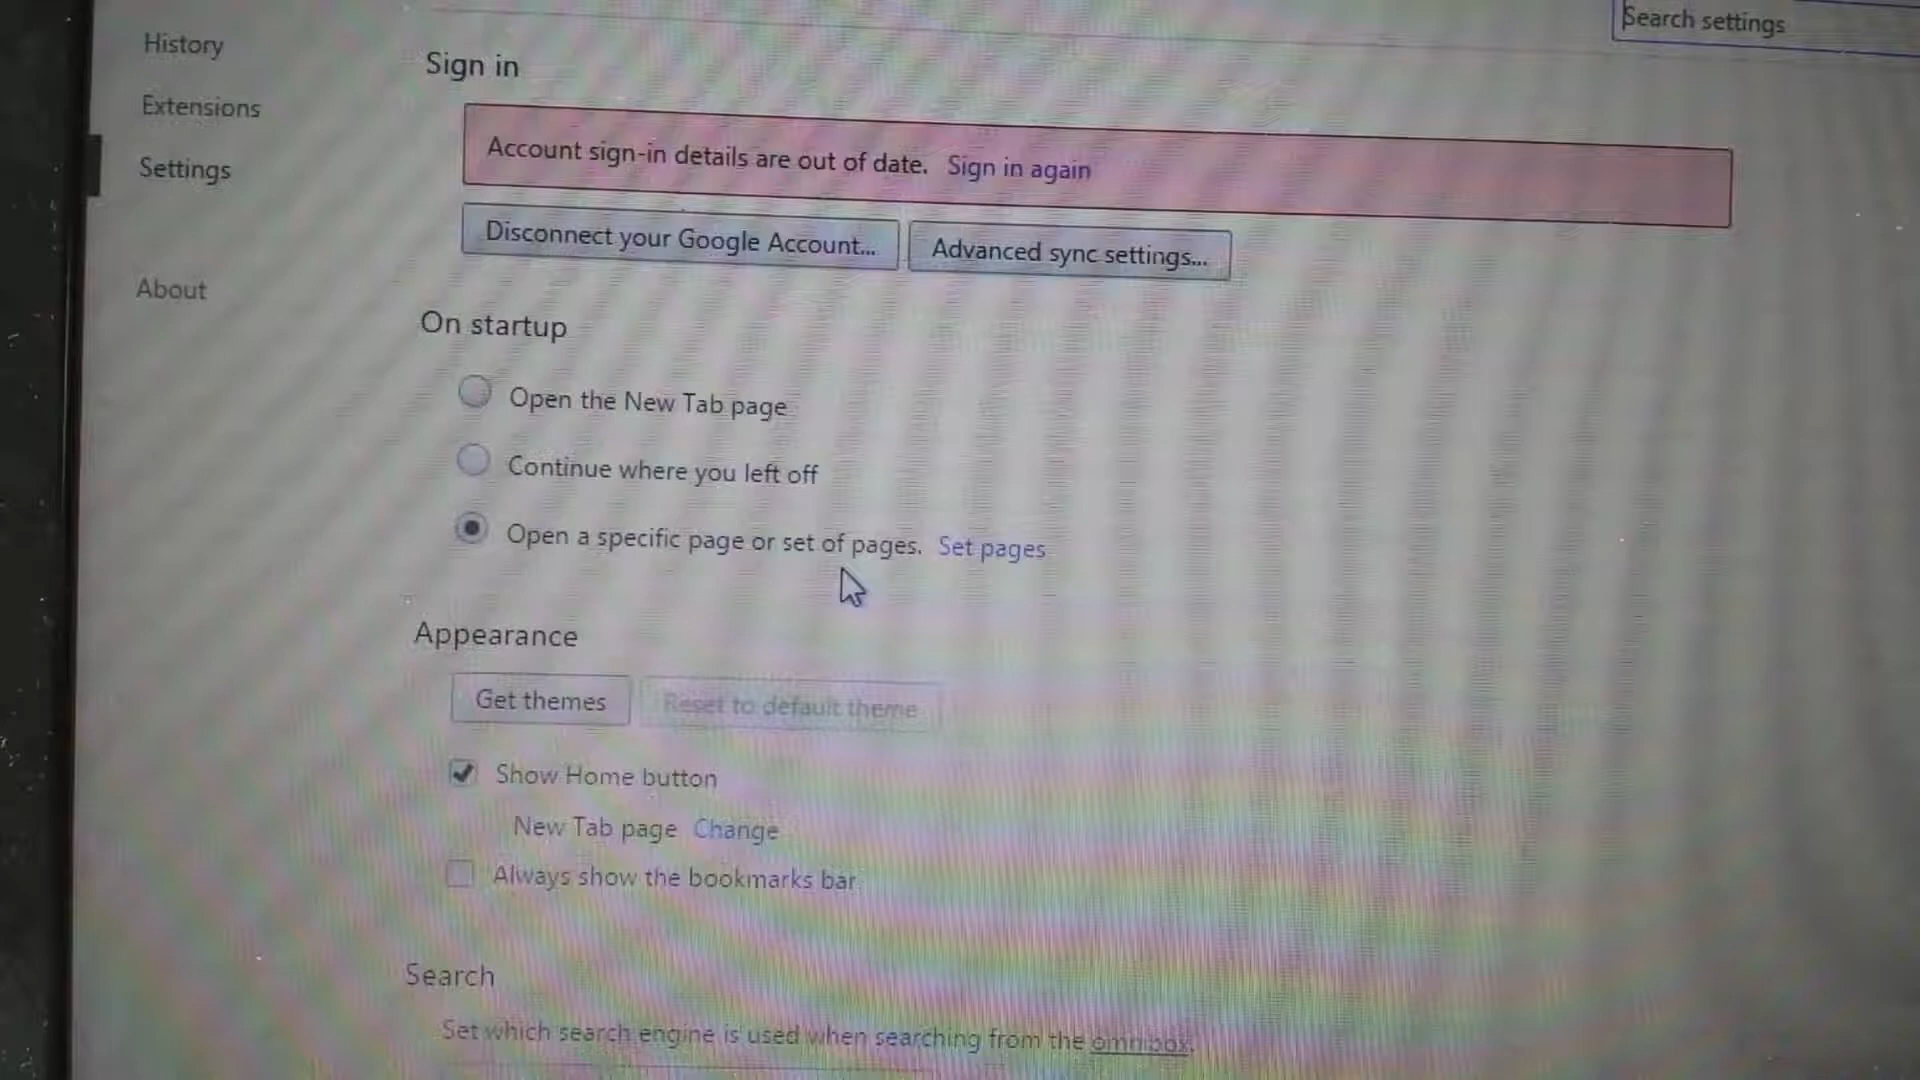 Search settings
History
Extensions
Settings
About
Sign in
Account sign-in details are out of date. Sign in again
Disconnect your Google Account... Advanced sync settings...
On startup
Open the New Tab page
Continue where you left off
Open a specific page or set of pages. Set pages
Appearance
Get themes Reset to default theme
Show Home button
New Tab page Change
Always show the bookmarks bar
Search
Set which search engine is used when searching from the omnibox.